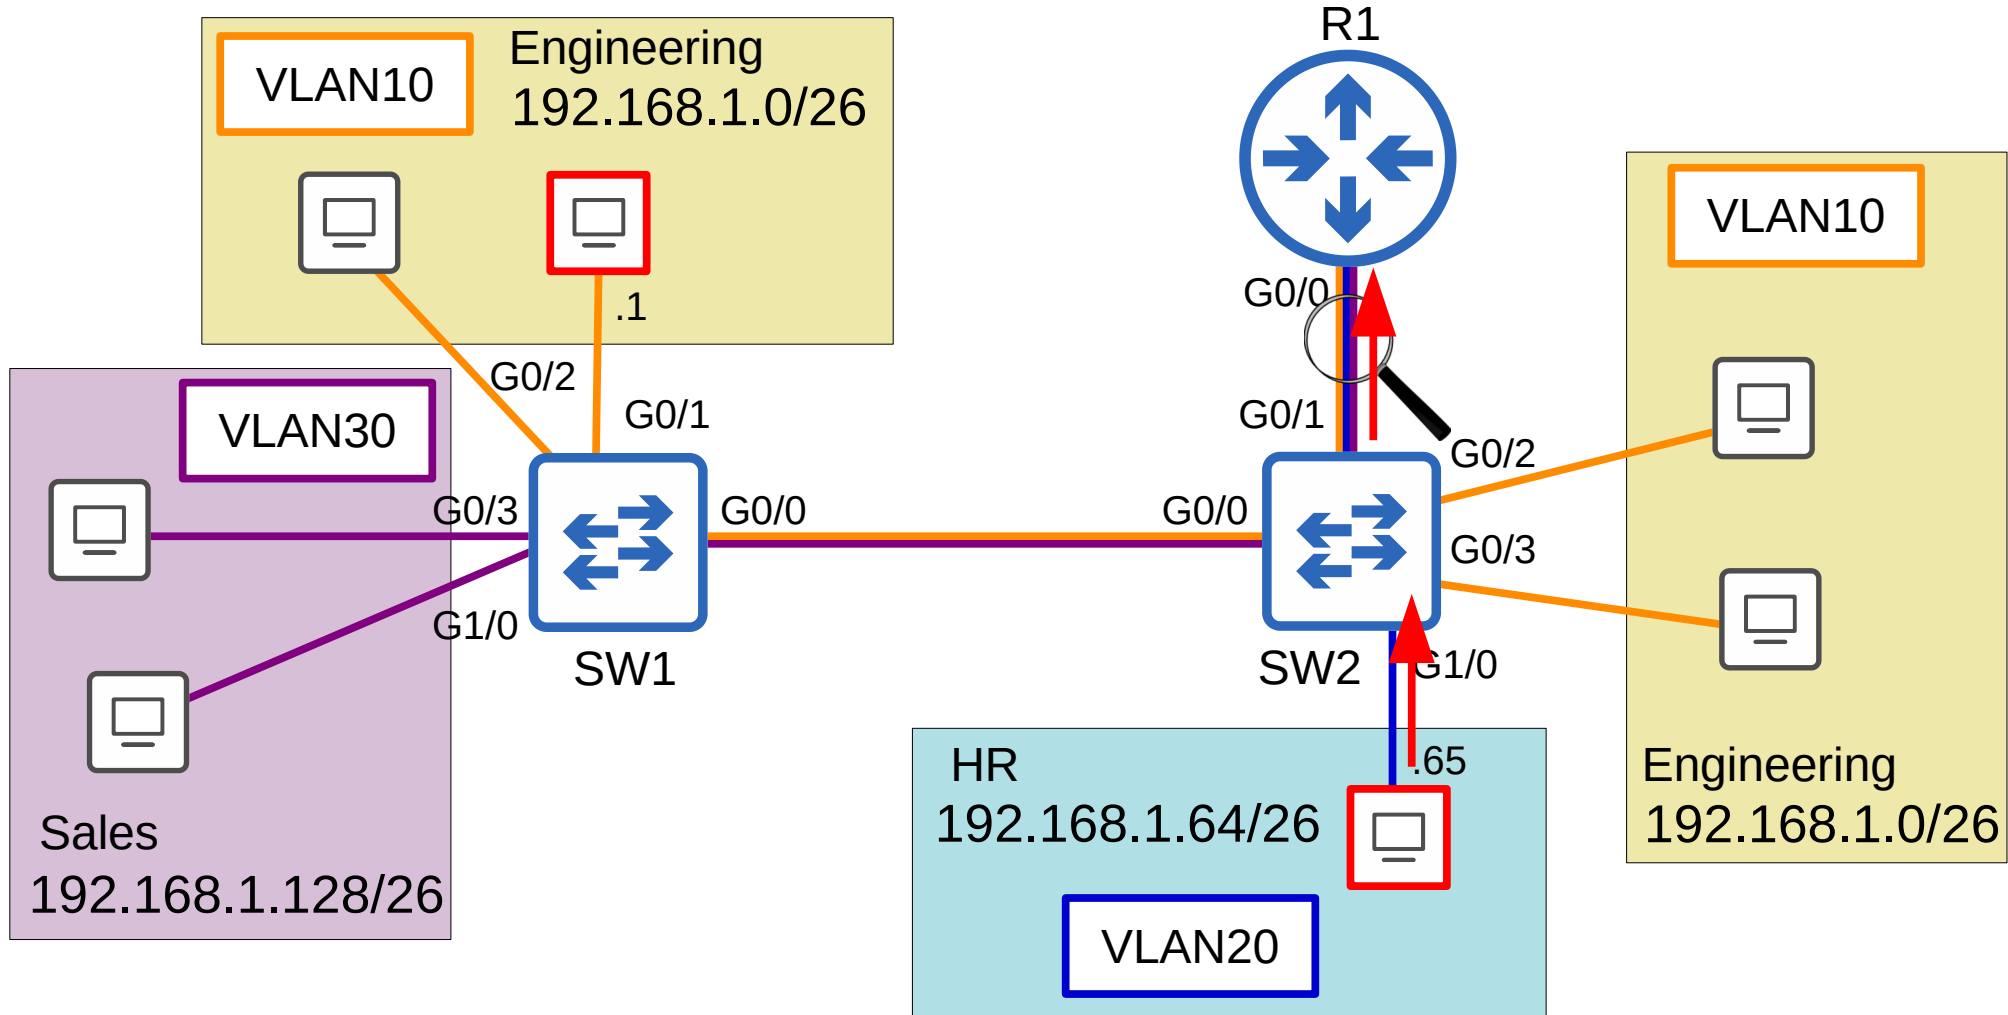 R1
Engineering
VLAN10
192.168.1.0/26
VLAN10
G0/0
.1
G0/2
G0/1
G0/1
VLAN30
G0/2
G0/3
G0/0
G0/0
G0/3
G1/0
SW1
SW2
G1/0
HR
.65
Engineering
192.168.1.64/26
192.168.1.0/26
Sales
192.168.1.128/26
VLAN20